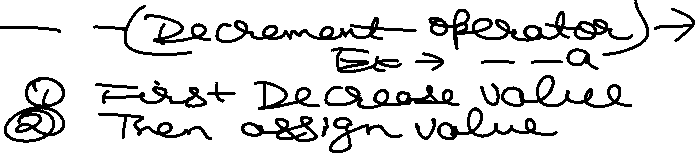 -- (Decrement operator) →
Ex → --a
① First Decrease value
② Then assign value